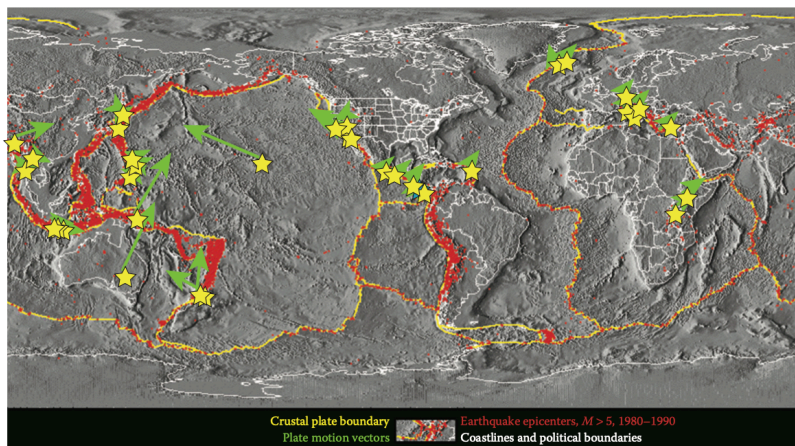 Crustal plate boundary Earthquake epicenters, M > 5, 1980–1990
Plate motion vectors Coastlines and political boundaries